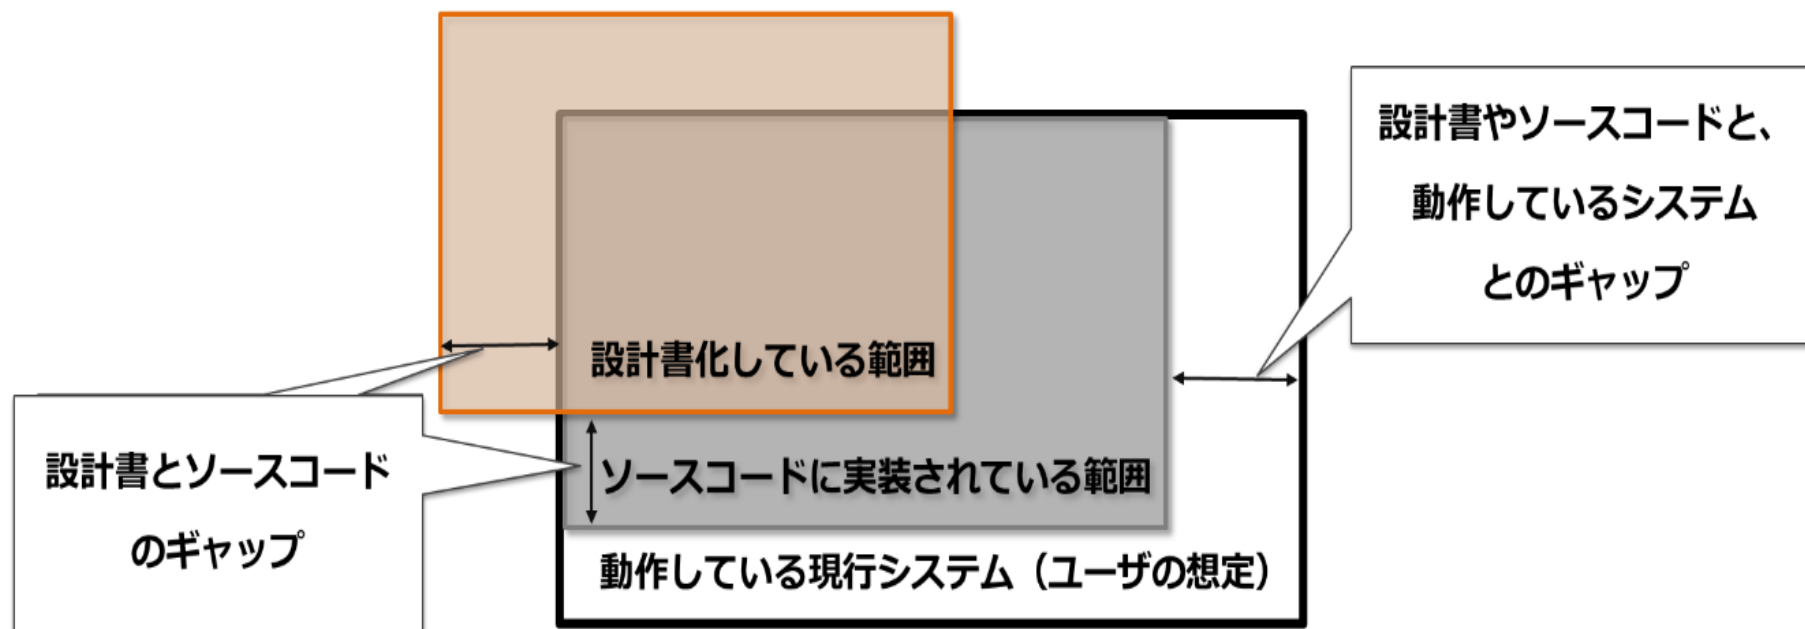 設計書やソースコードと、
動作しているシステム
とのギャップ
設計書化している範囲
設計書とソースコード
のギャップ
ソースコードに実装されている範囲
動作している現行システム（ユーザの想定）